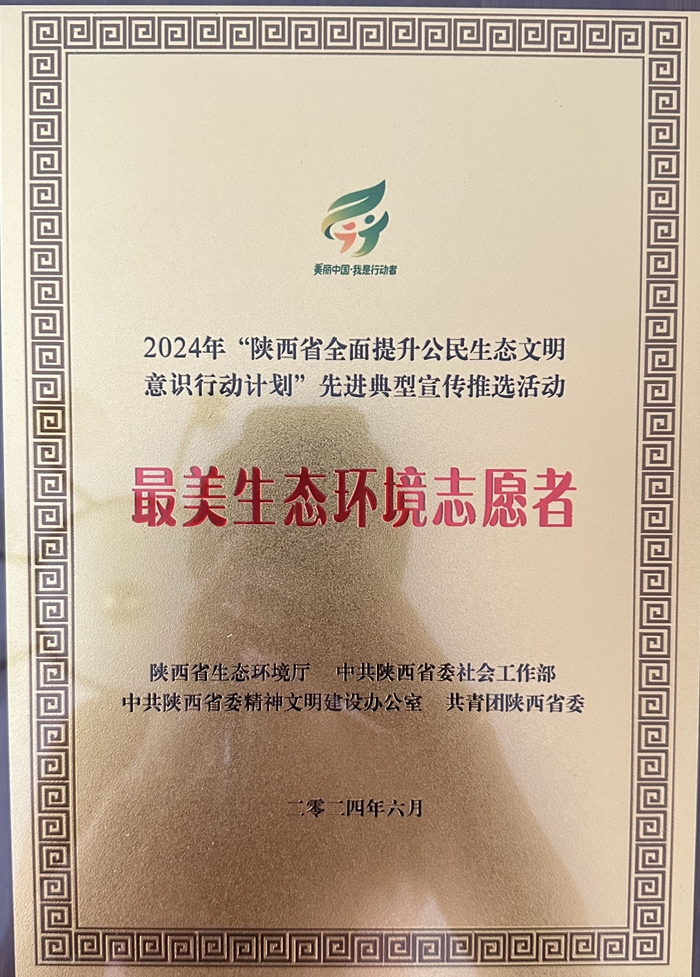 美丽中国·我是行动者
2024年“陕西省全面提升公民生态文明
意识行动计划”先进典型宣传推选活动
最美生态环境志愿者
陕西省生态环境厅 中共陕西省委社会工作部
中共陕西省委精神文明建设办公室 共青团陕西省委
二零二四年六月